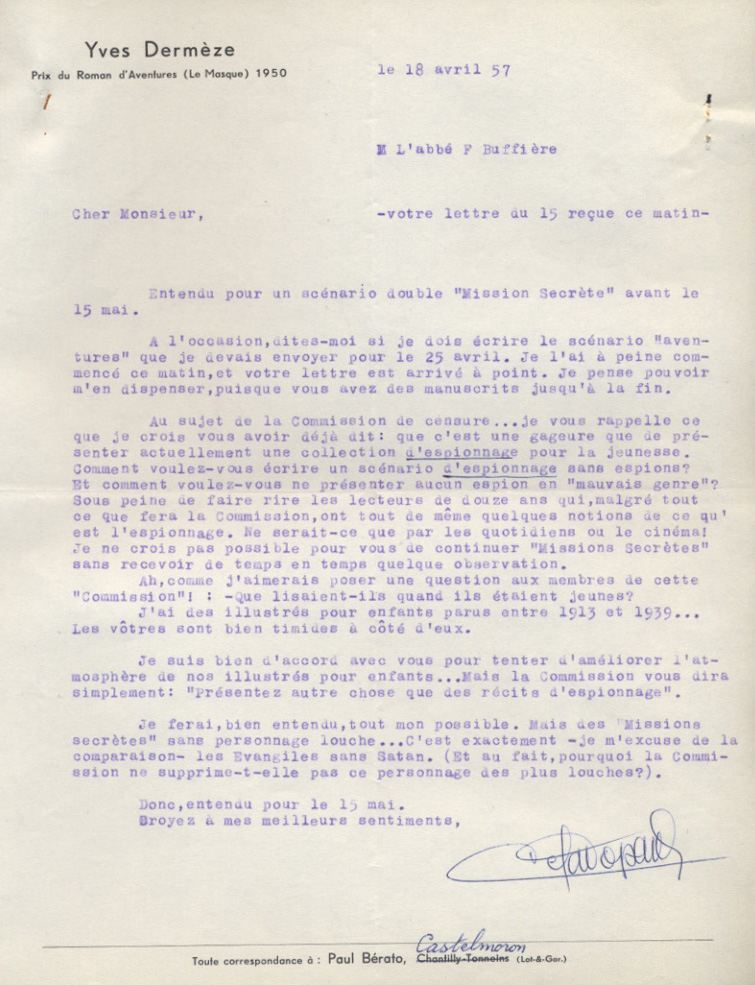 Yves Dermèze
Prix du Roman d'Aventures (Le Masque) 1950
le 18 avril 57
M L'abbé F Buffière
Cher Monsieur, -votre lettre du 15 reçue ce matin-
Entendu pour un scénario double "Mission Secrète" avant le
15 mai.
A l'occasion,dites-moi si je dois écrire le scénario "aven-
tures" que je devais envoyer pour le 25 avril. Je l'ai à peine com-
mencé ce matin,et votre lettre est arrivé à point. Je pense pouvoir
m'en dispenser,puisque vous avez des manuscrits jusqu'à la fin.
Au sujet de la Commission de censure...je vous rappelle ce
que je crois vous avoir déjà dit: que c'est une gageure que de pré-
senter actuellement une collection d'espionnage pour la jeunesse.
Comment voulez-vous écrire un scénario d'espionnage sans espions?
Et comment voulez-vous ne présenter aucun espion en "mauvais genre"?
Sous peine de faire rire les lecteurs de douze ans qui,malgré tout
ce que fera la Commission,ont tout de même quelques notions de ce qu'
est l'espionnage. Ne serait-ce que par les quotidiens ou le cinéma!
Je ne crois pas possible pour vous de continuer "Missions Secrètes"
sans recevoir de temps en temps quelque observation.
Ah,comme j'aimerais poser une question aux membres de cette
"Commission"! : -Que lisaient-ils quand ils étaient jeunes?
J'ai des illustrés pour enfants parus entre 1913 et 1939...
Les vôtres sont bien timides à côté d'eux.
Je suis bien d'accord avec vous pour tenter d'améliorer l'at-
mosphère de nos illustrés pour enfants...Mais la Commission vous dira
simplement: "Présentez autre chose que des récits d'espionnage".
Je ferai,bien entendu,tout mon possible. Mais des "Missions
secrètes" sans personnage louche...C'est exactement -je m'excuse de la
comparaison- les Evangiles sans Satan. (Et au fait,pourquoi la Commi-
ssion ne supprime-t-elle pas ce personnage des plus louches?).
Donc,entendu pour le 15 mai.
Croyez à mes meilleurs sentiments,
Castelmoron
Toute correspondance à : Paul Bérato, Chantilly-Tonneins (Lot-&-Gar.)